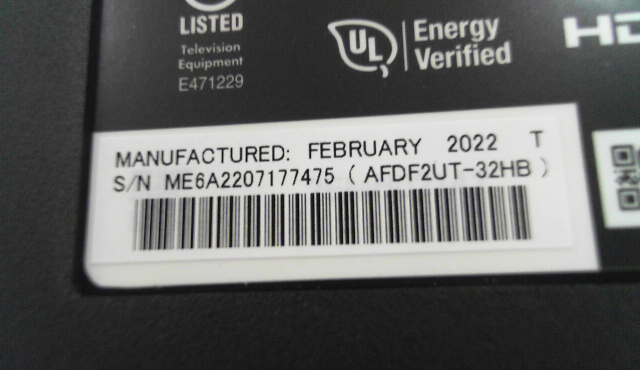 LISTED
Television
Equipment
E471229
UL
Energy
Verified
MANUFACTURED: FEBRUARY 2022 T
S/N ME6A2207177475 ( AFDF2UT-32HB )